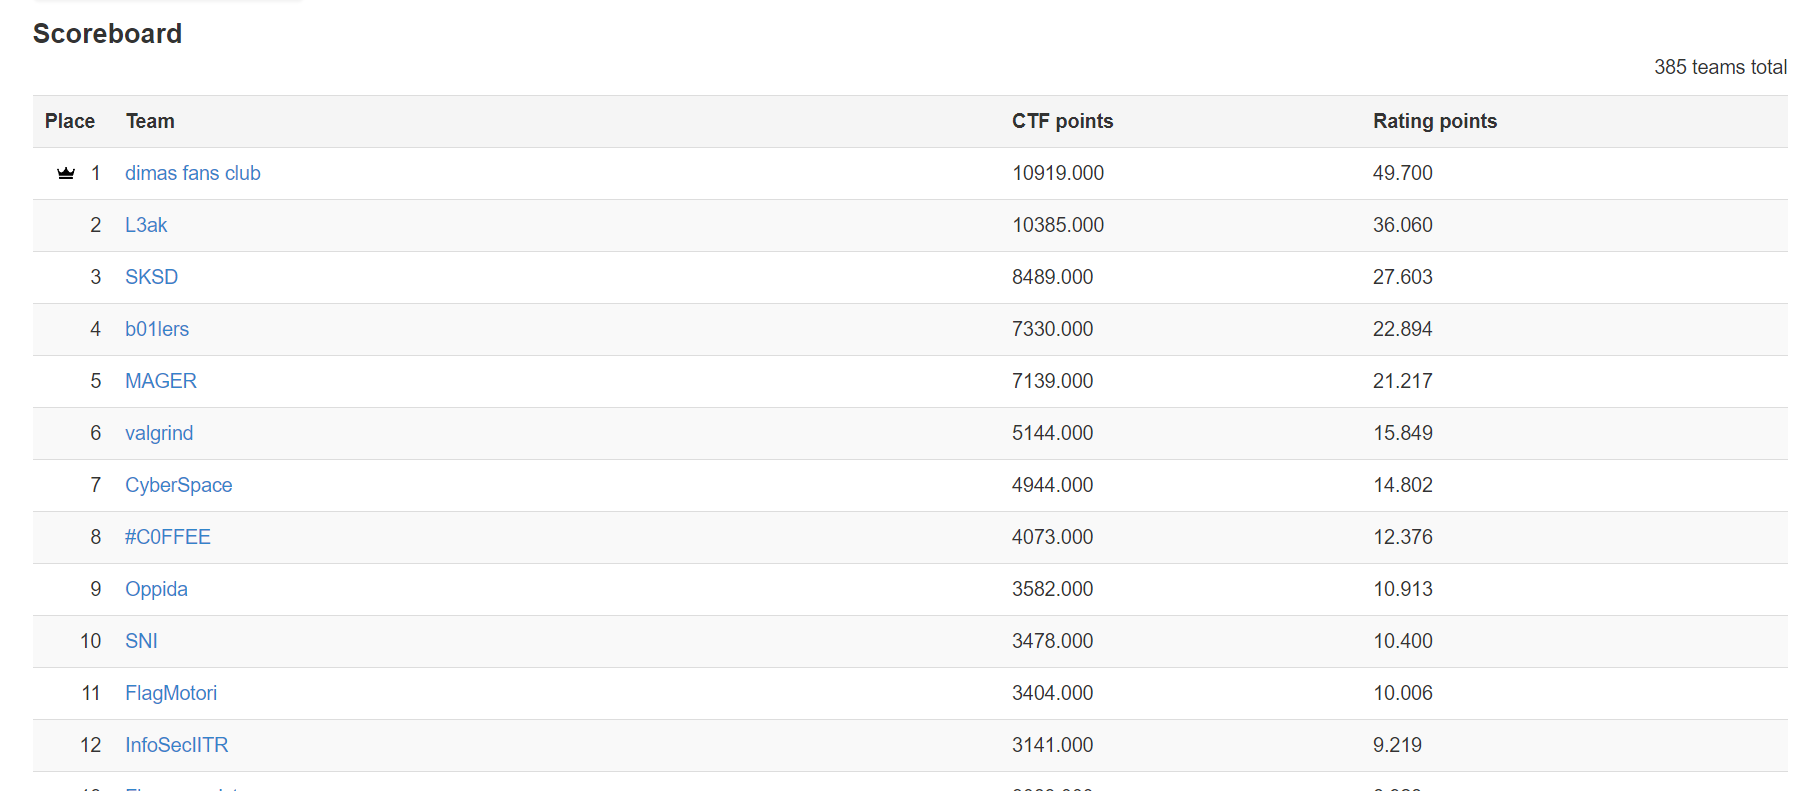 Scoreboard
385 teams total
Place Team CTF points Rating points
1 dimas fans club 10919.000 49.700
2 L3ak 10385.000 36.060
3 SKSD 8489.000 27.603
4 b01lers 7330.000 22.894
5 MAGER 7139.000 21.217
6 valgrind 5144.000 15.849
7 CyberSpace 4944.000 14.802
8 #C0FFEE 4073.000 12.376
9 Oppida 3582.000 10.913
10 SNI 3478.000 10.400
11 FlagMotori 3404.000 10.006
12 InfoSecIITR 3141.000 9.219